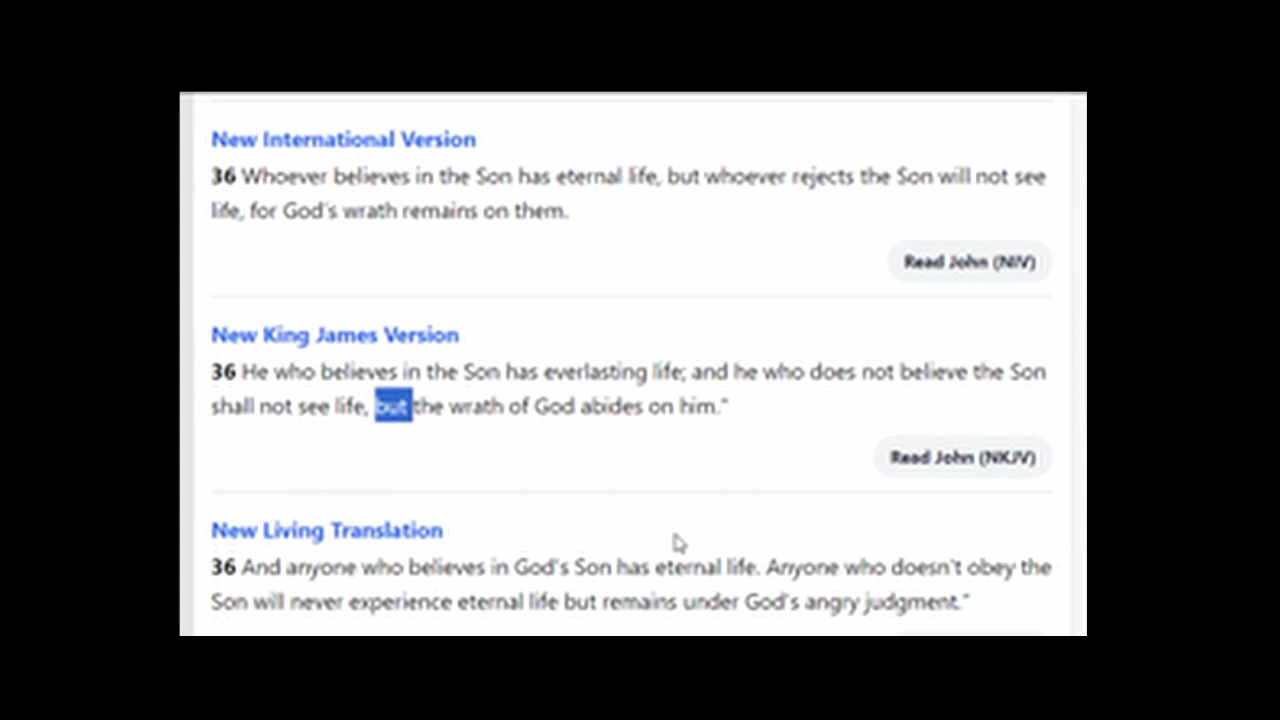 New International Version
36 Whoever believes in the Son has eternal life, but whoever rejects the Son will not see
life, for God's wrath remains on them.
Read John (NIV)
New King James Version
36 He who believes in the Son has everlasting life; and he who does not believe the Son
shall not see life, but the wrath of God abides on him."
Read John (NKJV)
New Living Translation
36 And anyone who believes in God's Son has eternal life. Anyone who doesn't obey the
Son will never experience eternal life but remains under God's angry judgment."